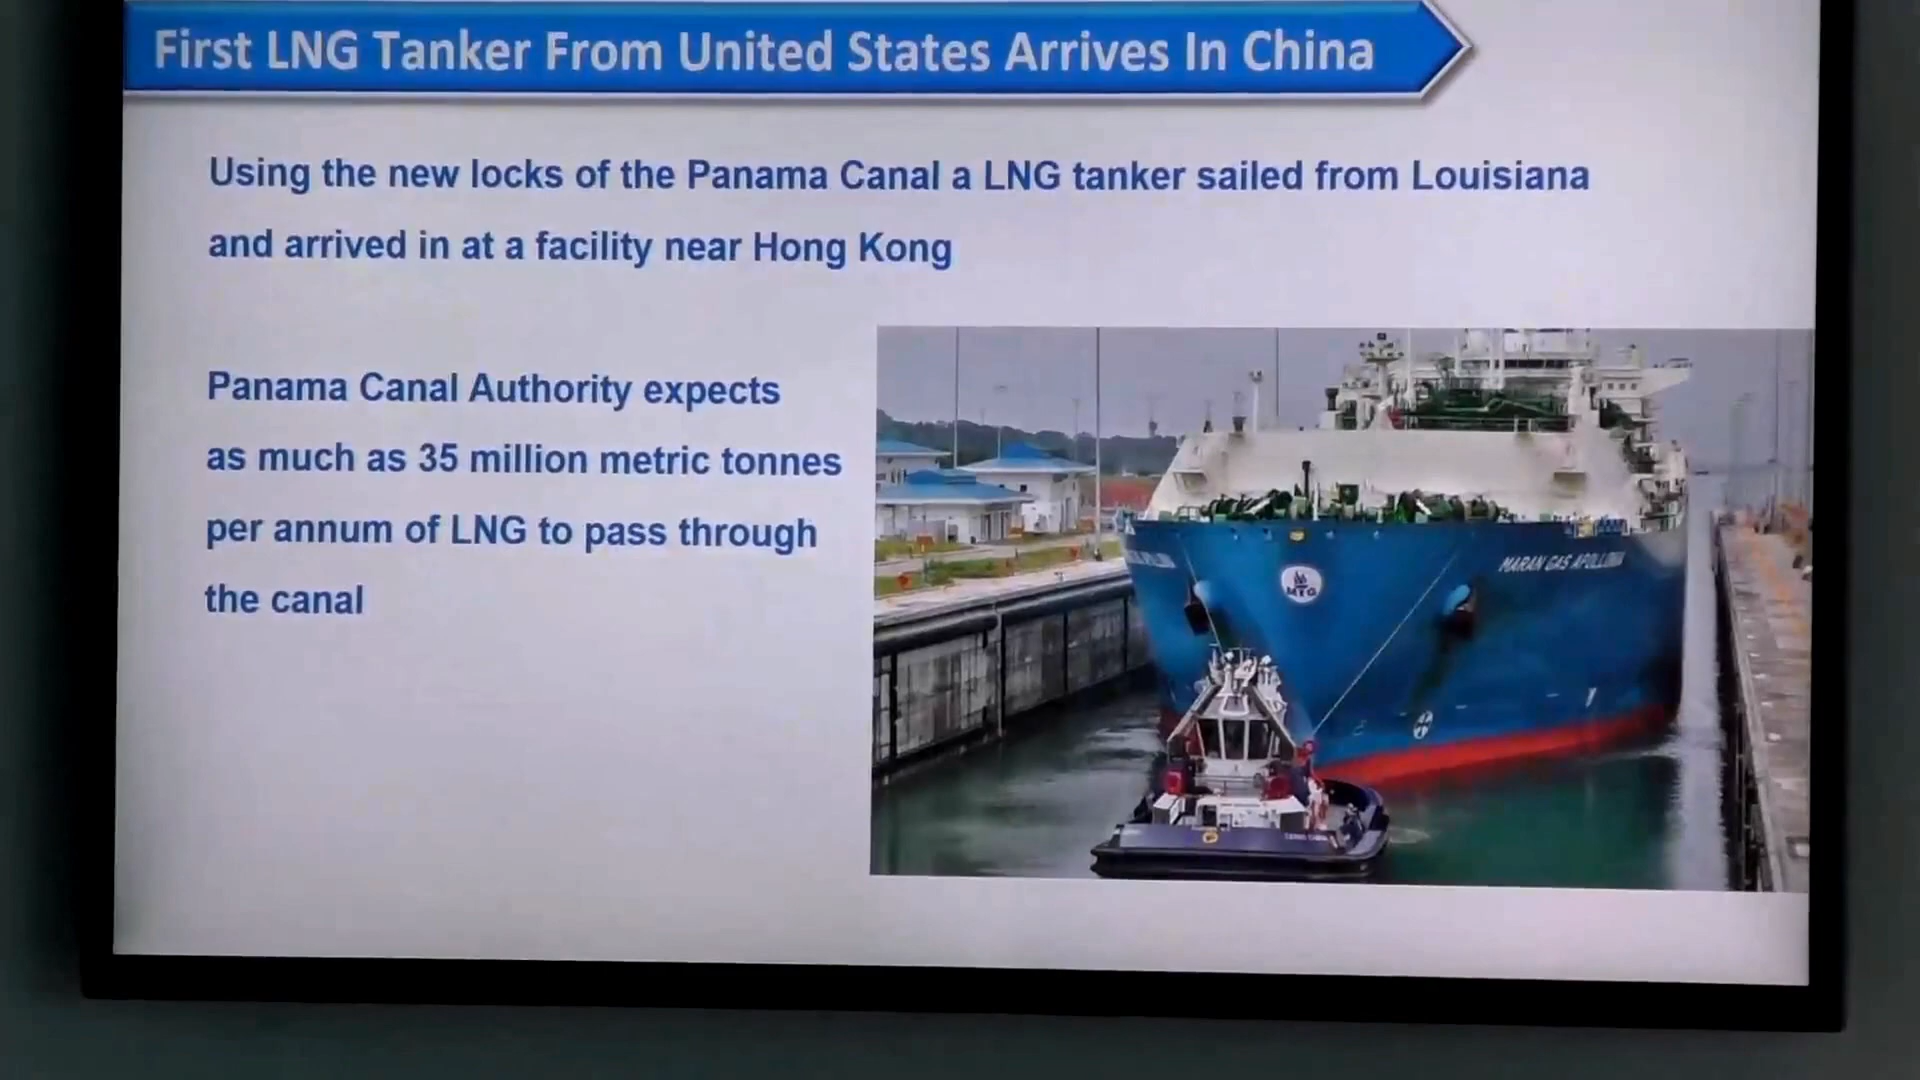 First LNG Tanker From United States Arrives In China
Using the new locks of the Panama Canal a LNG tanker sailed from Louisiana
and arrived in at a facility near Hong Kong
Panama Canal Authority expects
as much as 35 million metric tonnes
per annum of LNG to pass through
the canal
MARAN GAS APOLLONIA
MTG